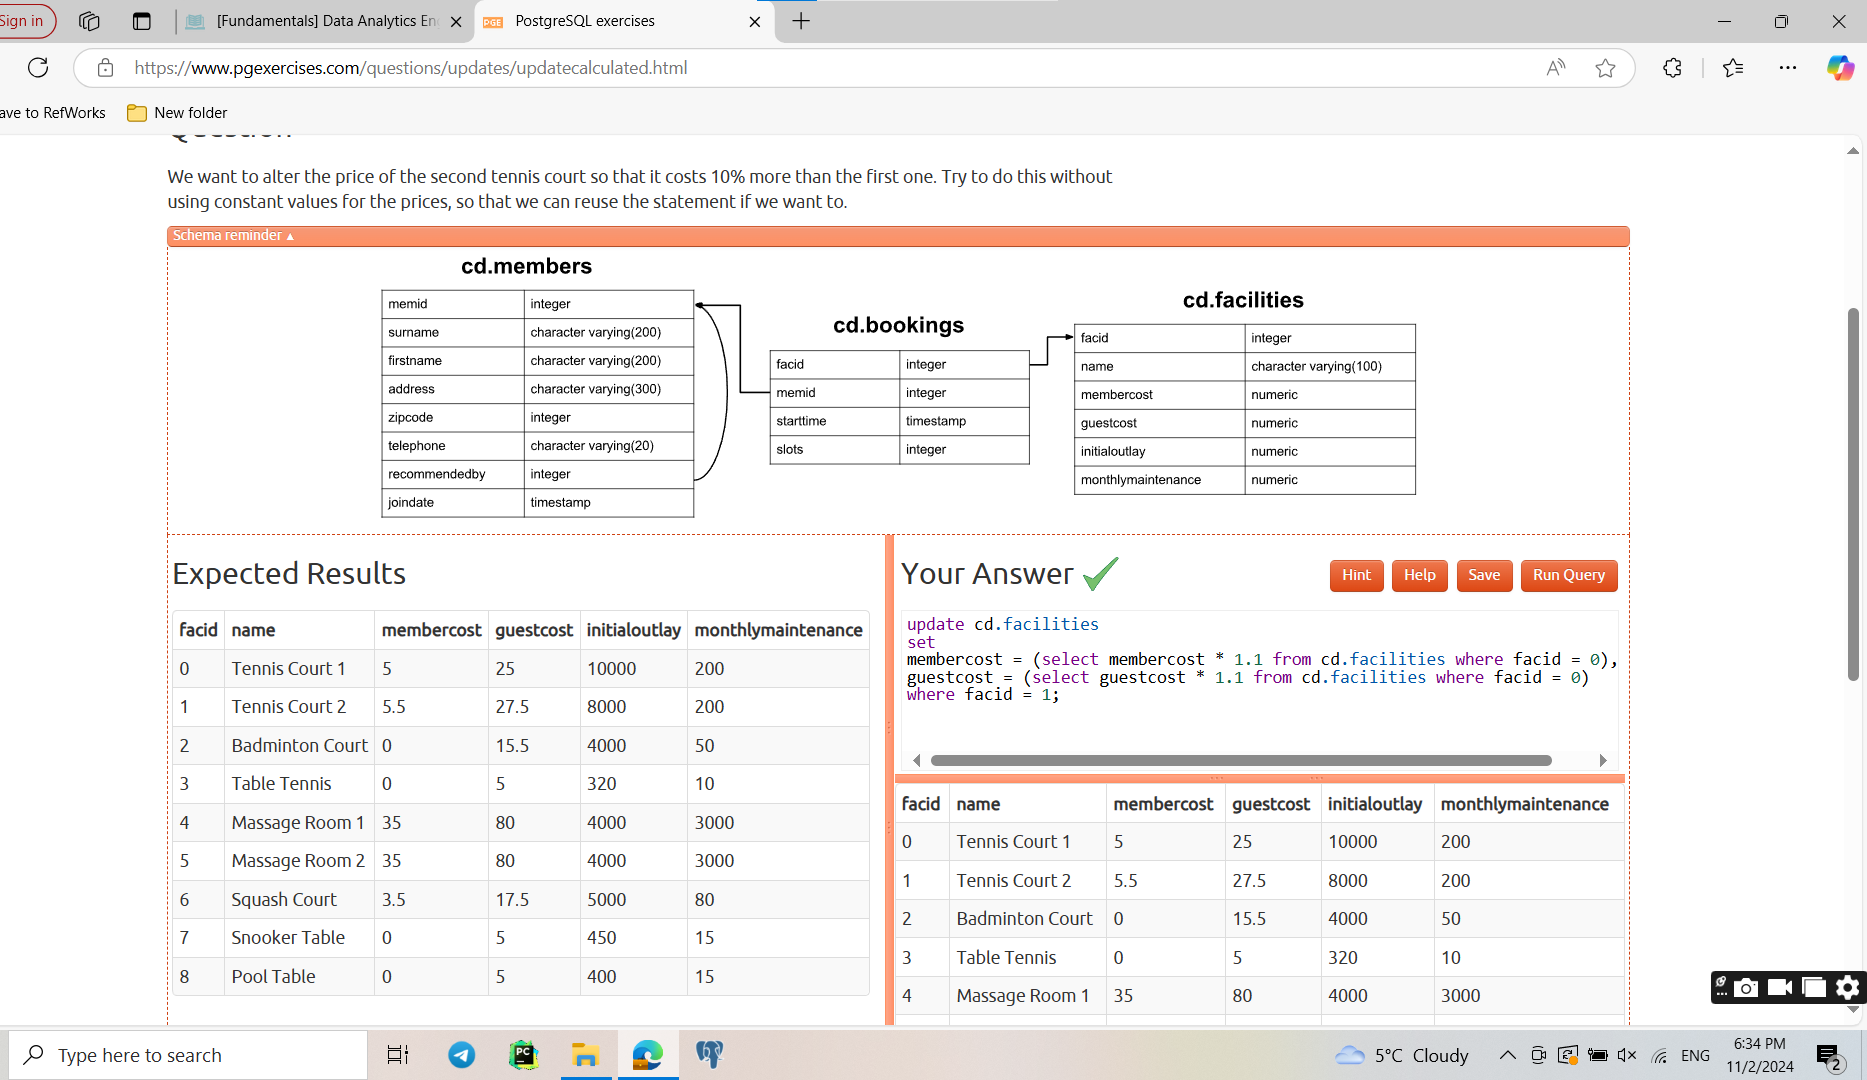 Sign in
[Fundamentals] Data Analytics En
PGE PostgreSQL exercises
https://www.pgexercises.com/questions/updates/updatecalculated.html
ave to RefWorks New folder
Question
We want to alter the price of the second tennis court so that it costs 10% more than the first one. Try to do this without
using constant values for the prices, so that we can reuse the statement if we want to.
Schema reminder ▲
cd.members
memid integer
surname character varying(200)
firstname character varying(200)
address character varying(300)
zipcode integer
telephone character varying(20)
recommendedby integer
joindate timestamp
cd.bookings
facid integer
memid integer
starttime timestamp
slots integer
cd.facilities
facid integer
name character varying(100)
membercost numeric
guestcost numeric
initialoutlay numeric
monthlymaintenance numeric
Expected Results
facid name membercost guestcost initialoutlay monthlymaintenance
0 Tennis Court 1 5 25 10000 200
1 Tennis Court 2 5.5 27.5 8000 200
2 Badminton Court 0 15.5 4000 50
3 Table Tennis 0 5 320 10
4 Massage Room 1 35 80 4000 3000
5 Massage Room 2 35 80 4000 3000
6 Squash Court 3.5 17.5 5000 80
7 Snooker Table 0 5 450 15
8 Pool Table 0 5 400 15
Your Answer
Hint Help Save Run Query
update cd.facilities
set
membercost = (select membercost * 1.1 from cd.facilities where facid = 0),
guestcost = (select guestcost * 1.1 from cd.facilities where facid = 0)
where facid = 1;
facid name membercost guestcost initialoutlay monthlymaintenance
0 Tennis Court 1 5 25 10000 200
1 Tennis Court 2 5.5 27.5 8000 200
2 Badminton Court 0 15.5 4000 50
3 Table Tennis 0 5 320 10
4 Massage Room 1 35 80 4000 3000
Type here to search
PC
5°C Cloudy
ENG
6:34 PM
11/2/2024
2